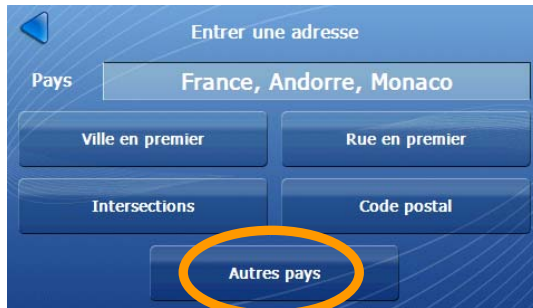 Entrer une adresse
Pays France, Andorre, Monaco
Ville en premier Rue en premier
Intersections Code postal
Autres pays